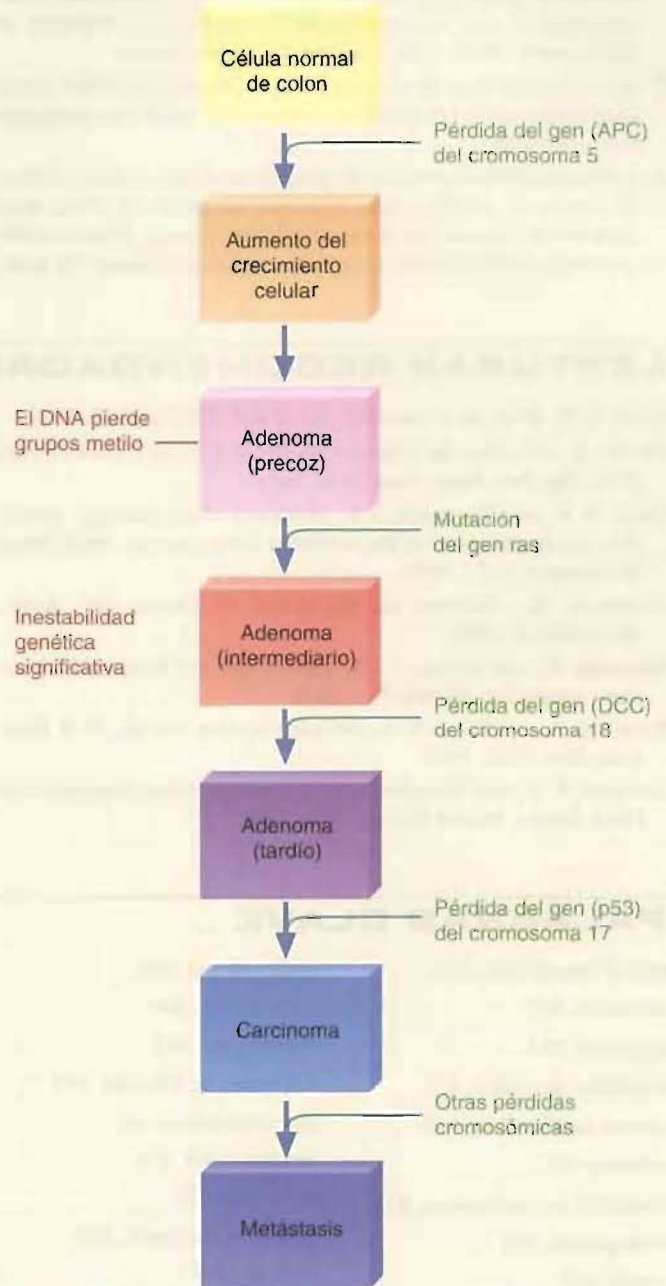 Célula normal
de colon
Pérdida del gen (APC)
del cromosoma 5
Aumento del
crecimiento
celular
El DNA pierde
grupos metilo
Adenoma
(precoz)
Mutación
del gen ras
Inestabilidad
genética
significativa
Adenoma
(intermediario)
Pérdida del gen (DCC)
del cromosoma 18
Adenoma
(tardío)
Pérdida del gen (p53)
del cromosoma 17
Carcinoma
Otras pérdidas
cromosómicas
Metástasis